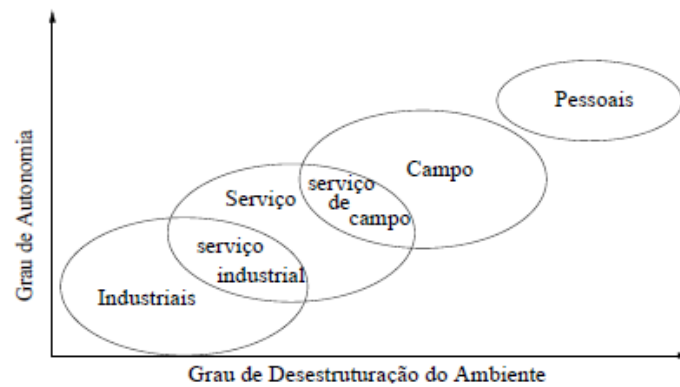 Pessoais
Campo
serviço
de
campo
Serviço
serviço
industrial
Industriais
Grau de Autonomia
Grau de Desestruturação do Ambiente